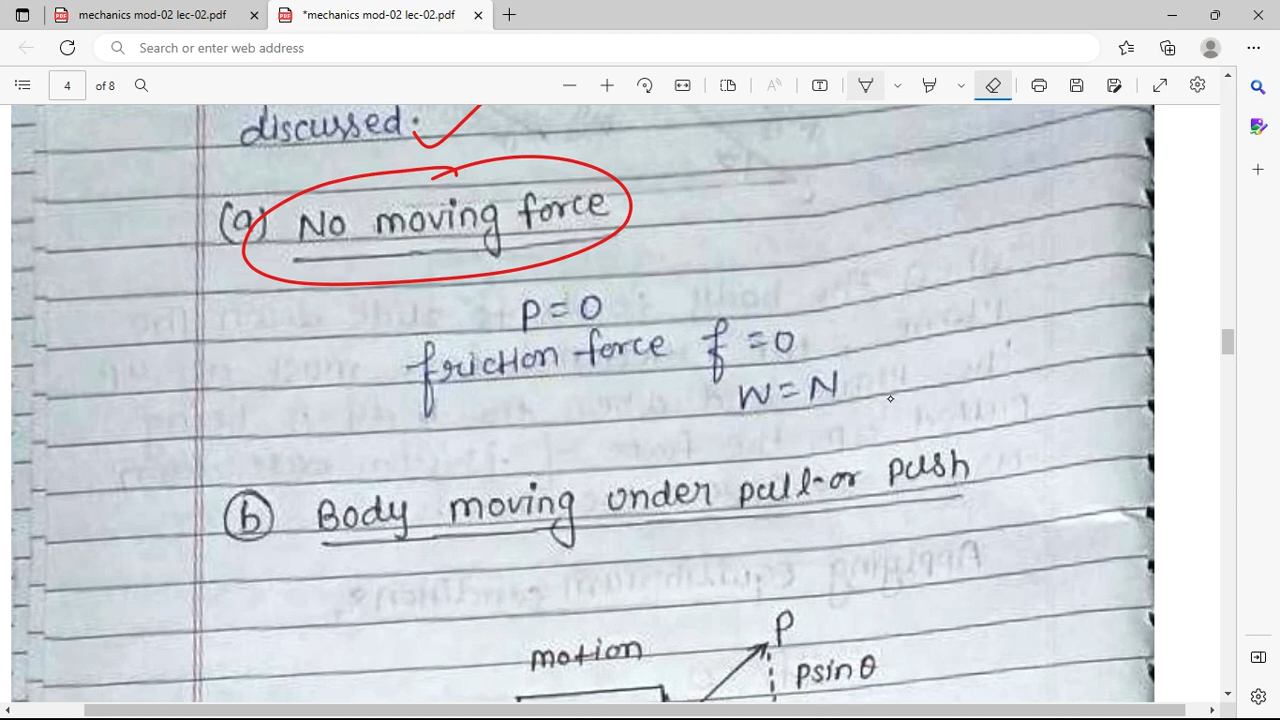 mechanics mod-02 lec-02.pdf
*mechanics mod-02 lec-02.pdf
Search or enter web address
4 of 8
discussed.
(a) No moving force
P=0
friction force f=0
W=N
(b) Body moving under pull-or push
motion
P
psinθ